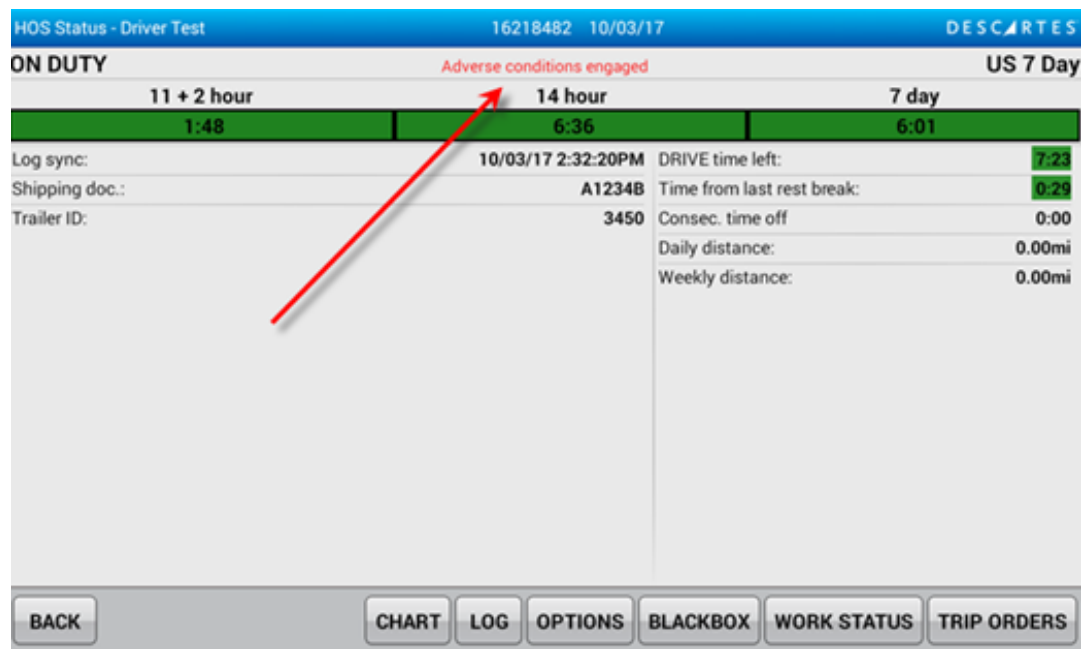 HOS Status - Driver Test 16218482 10/03/17 DESCARTES
ON DUTY Adverse conditions engaged US 7 Day
11 + 2 hour 14 hour 7 day
1:48 6:36 6:01
Log sync: 10/03/17 2:32:20PM DRIVE time left: 7:23
Shipping doc.: A1234B Time from last rest break: 0:29
Trailer ID: 3450 Consec. time off 0:00
Daily distance: 0.00mi
Weekly distance: 0.00mi
BACK CHART LOG OPTIONS BLACKBOX WORK STATUS TRIP ORDERS